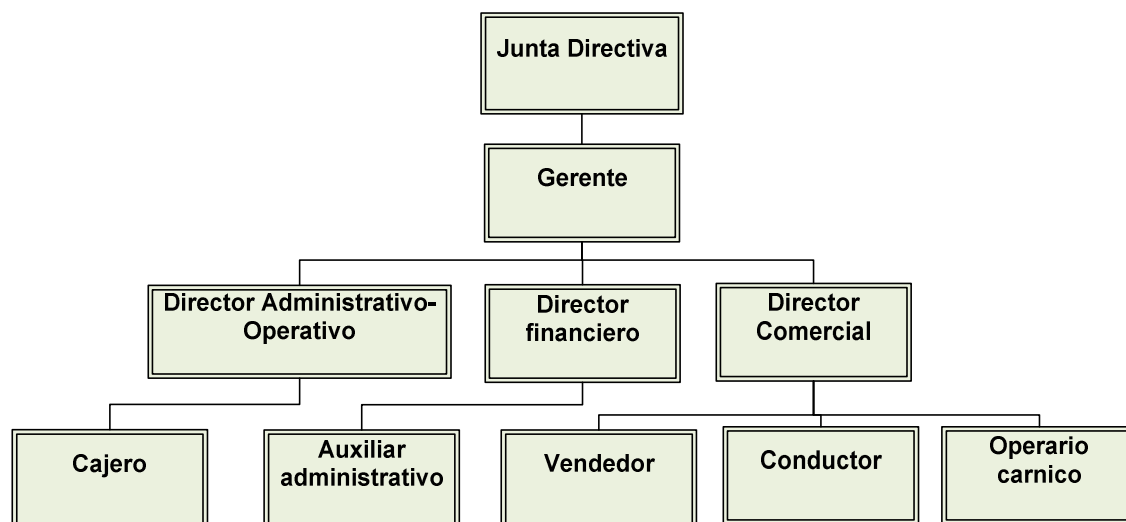 Junta Directiva
Gerente
Director Administrativo-
Operativo
Director
financiero
Director
Comercial
Cajero
Auxiliar
administrativo
Vendedor
Conductor
Operario
carnico